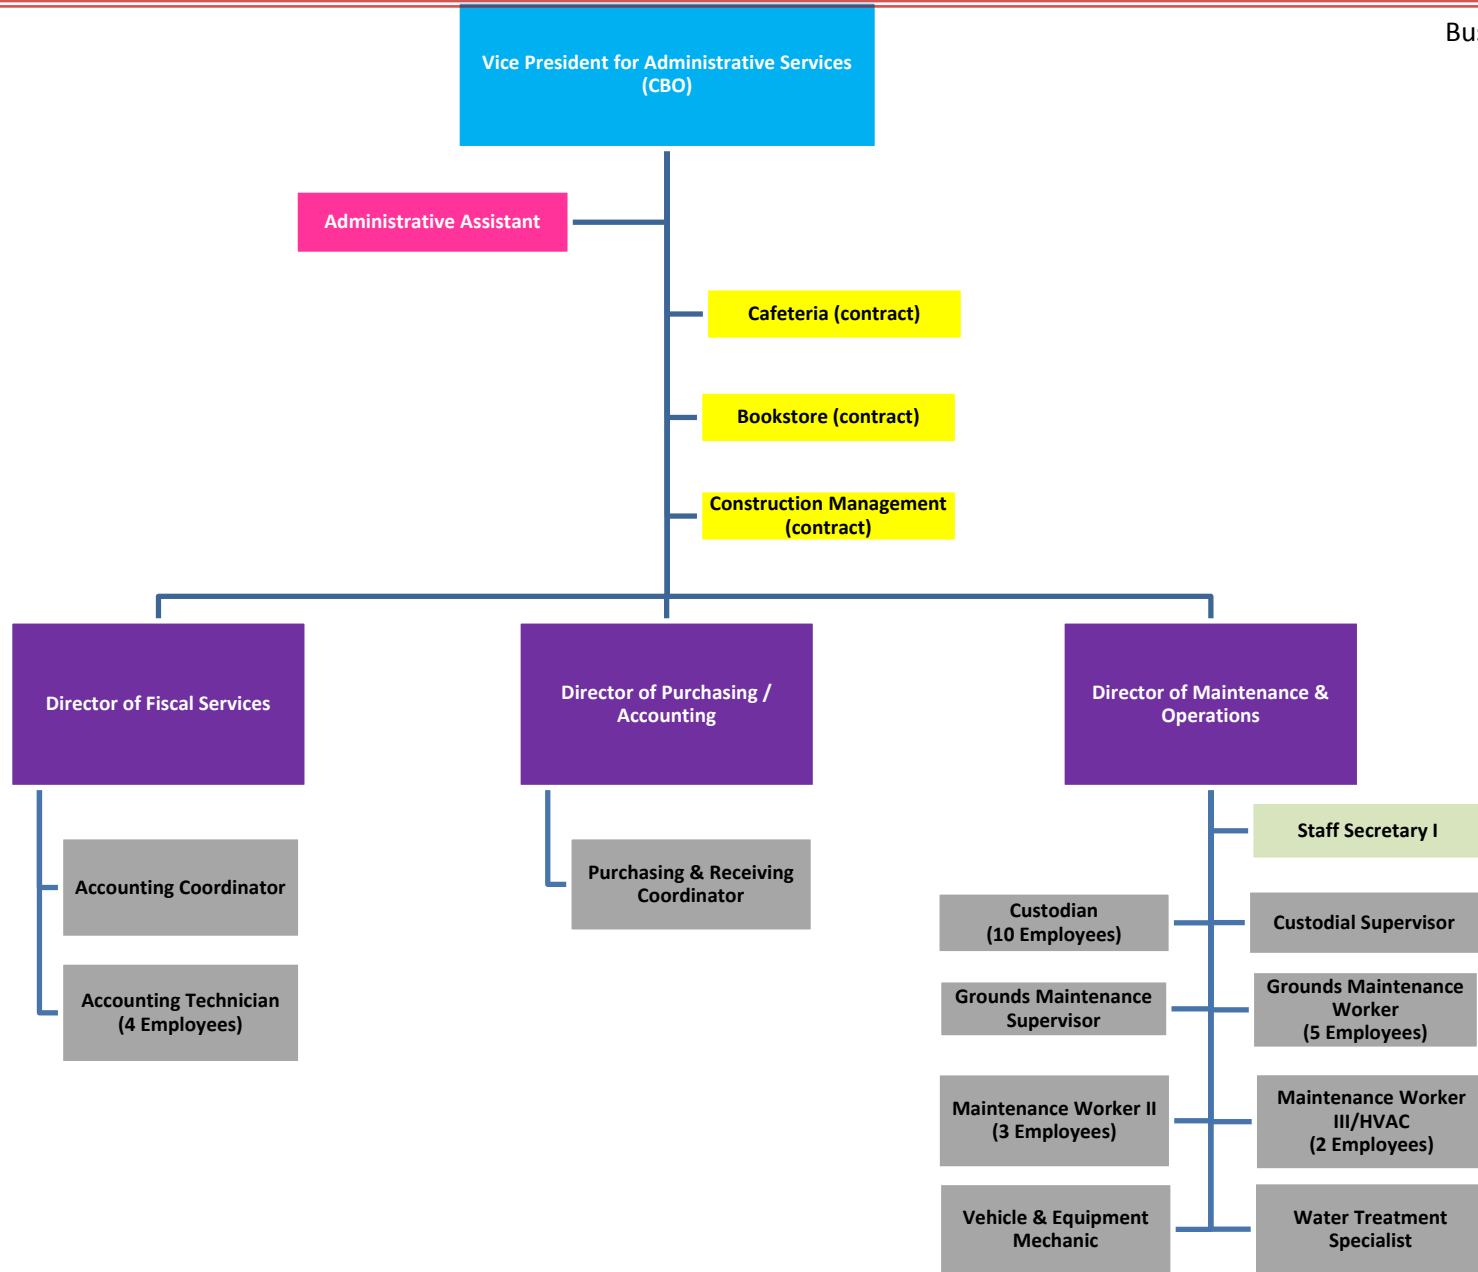 Vice President for Administrative Services
(CBO)
Administrative Assistant
Cafeteria (contract)
Bookstore (contract)
Construction Management
(contract)
Director of Fiscal Services
Director of Purchasing /
Accounting
Director of Maintenance &
Operations
Staff Secretary I
Accounting Coordinator
Purchasing & Receiving
Coordinator
Custodian
(10 Employees)
Custodial Supervisor
Accounting Technician
(4 Employees)
Grounds Maintenance
Supervisor
Grounds Maintenance
Worker
(5 Employees)
Maintenance Worker II
(3 Employees)
Maintenance Worker
III/HVAC
(2 Employees)
Vehicle & Equipment
Mechanic
Water Treatment
Specialist